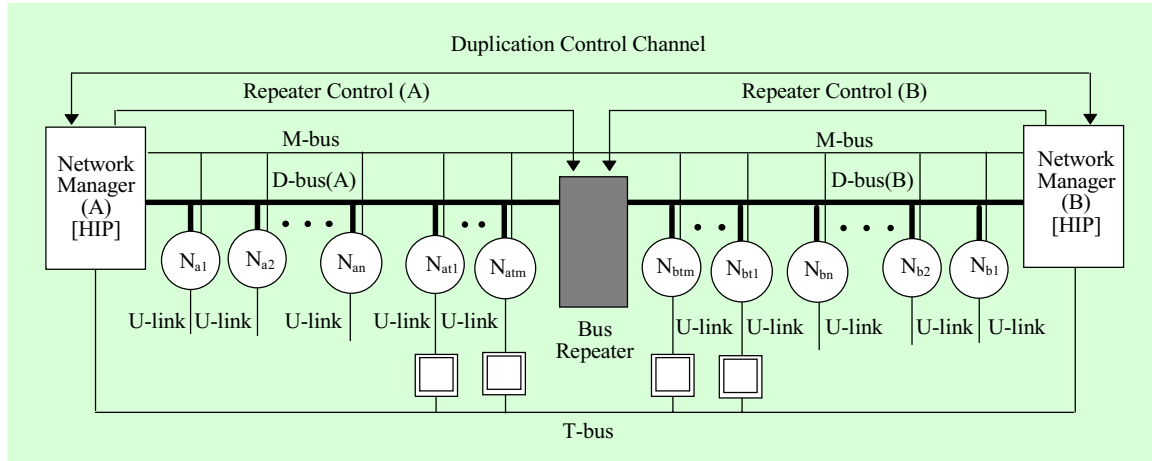 Duplication Control Channel
Repeater Control (A)
Repeater Control (B)
M-bus
M-bus
Network
Manager
(A)
[HIP]
D-bus(A)
D-bus(B)
Network
Manager
(B)
[HIP]
Na1
Na2
Nan
Nat1
Natm
Nbtm
Nbt1
Nbn
Nb2
Nb1
U-link U-link U-link U-link U-link
Bus
Repeater
U-link U-link U-link U-link U-link
T-bus